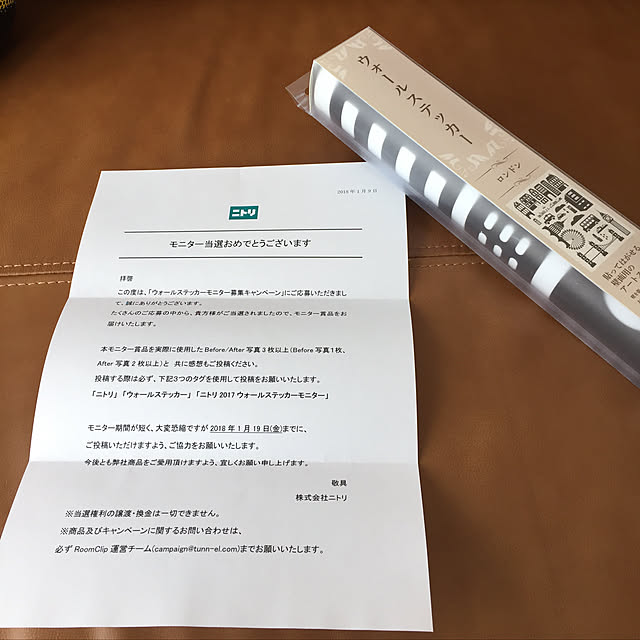 2018年1月9日
ニトリ
モニター当選おめでとうございます
拝啓
この度は、「ウォールステッカーモニター募集キャンペーン」にご応募いただきまし
て、誠にありがとうございます。
たくさんのご応募の中から、貴方様がご当選されましたので、モニター賞品をお
届けいたします。
本モニター賞品を実際に使用したBefore/After写真3枚以上(Before写真1枚、
After写真2枚以上)と 共に感想もご投稿ください。
投稿する際は必ず、下記3つのタグを使用して投稿をお願いいたします。
「ニトリ」「ウォールステッカー」「ニトリ2017ウォールステッカーモニター」
モニター期間が短く、大変恐縮ですが2018年1月19日(金)までに、
ご投稿いただけますよう、ご協力をお願いいたします。
今後とも弊社商品をご愛用頂けますよう、宜しくお願い申し上げます。
敬具
株式会社ニトリ
※当選権利の譲渡・換金は一切できません。
※商品及びキャンペーンに関するお問い合わせは、
必ずRoomClip運営チーム(campaign@tunn-el.com)までお願いいたします。
ウォールステッカー
ロンドン
貼ってはがせる
壁面用の
アート